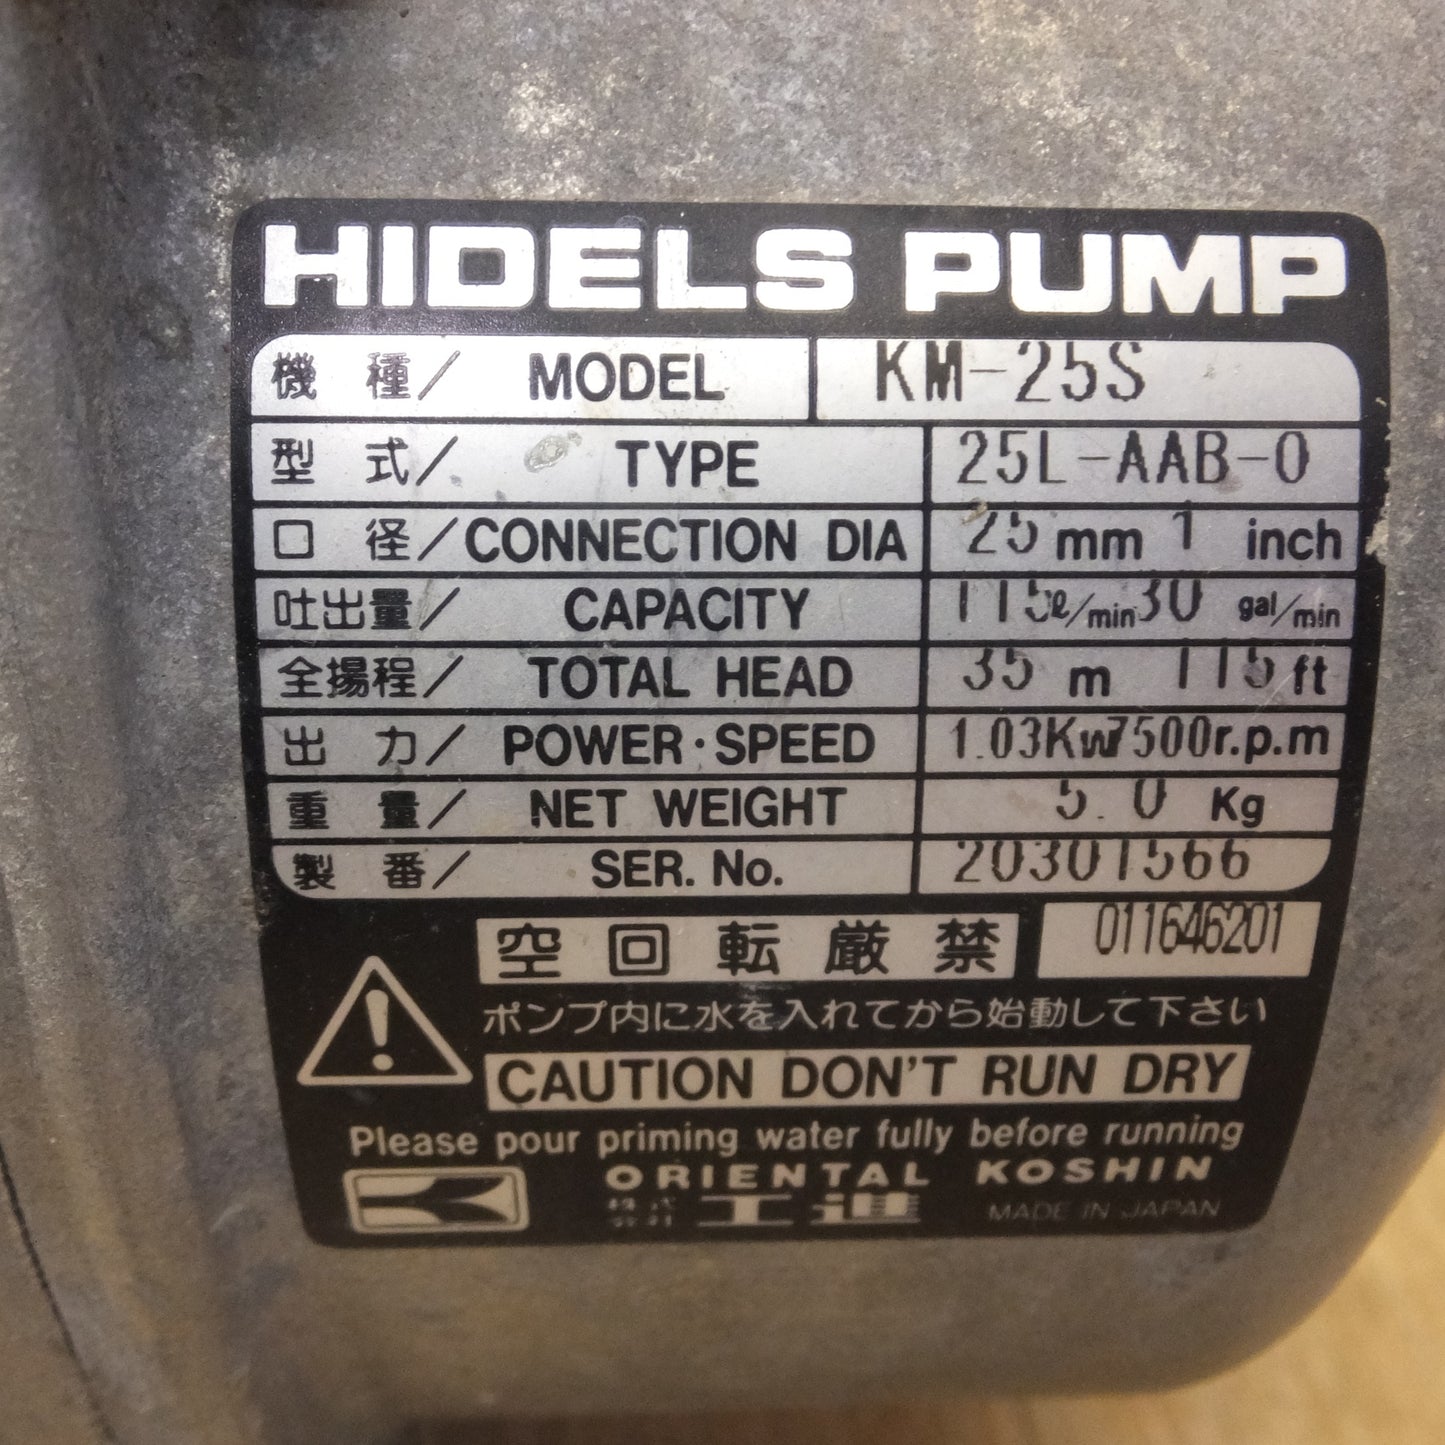 HIDELS PUMP
機種/ MODEL KM-25S
型式/ TYPE 25L-AAB-0
口径/CONNECTION DIA 25 mm 1 inch
吐出量/ CAPACITY 115ℓ/min30 gal/min
全揚程/ TOTAL HEAD 35 m 115 ft
出力/ POWER・SPEED 1.03Kw7500r.p.m
重量/ NET WEIGHT 5.0 Kg
製番/ SER. No. 20301566
空回転厳禁 011646201
ポンプ内に水を入れてから始動して下さい
CAUTION DON'T RUN DRY
Please pour priming water fully before running
ORIENTAL KOSHIN
株式会社 工進 MADE IN JAPAN